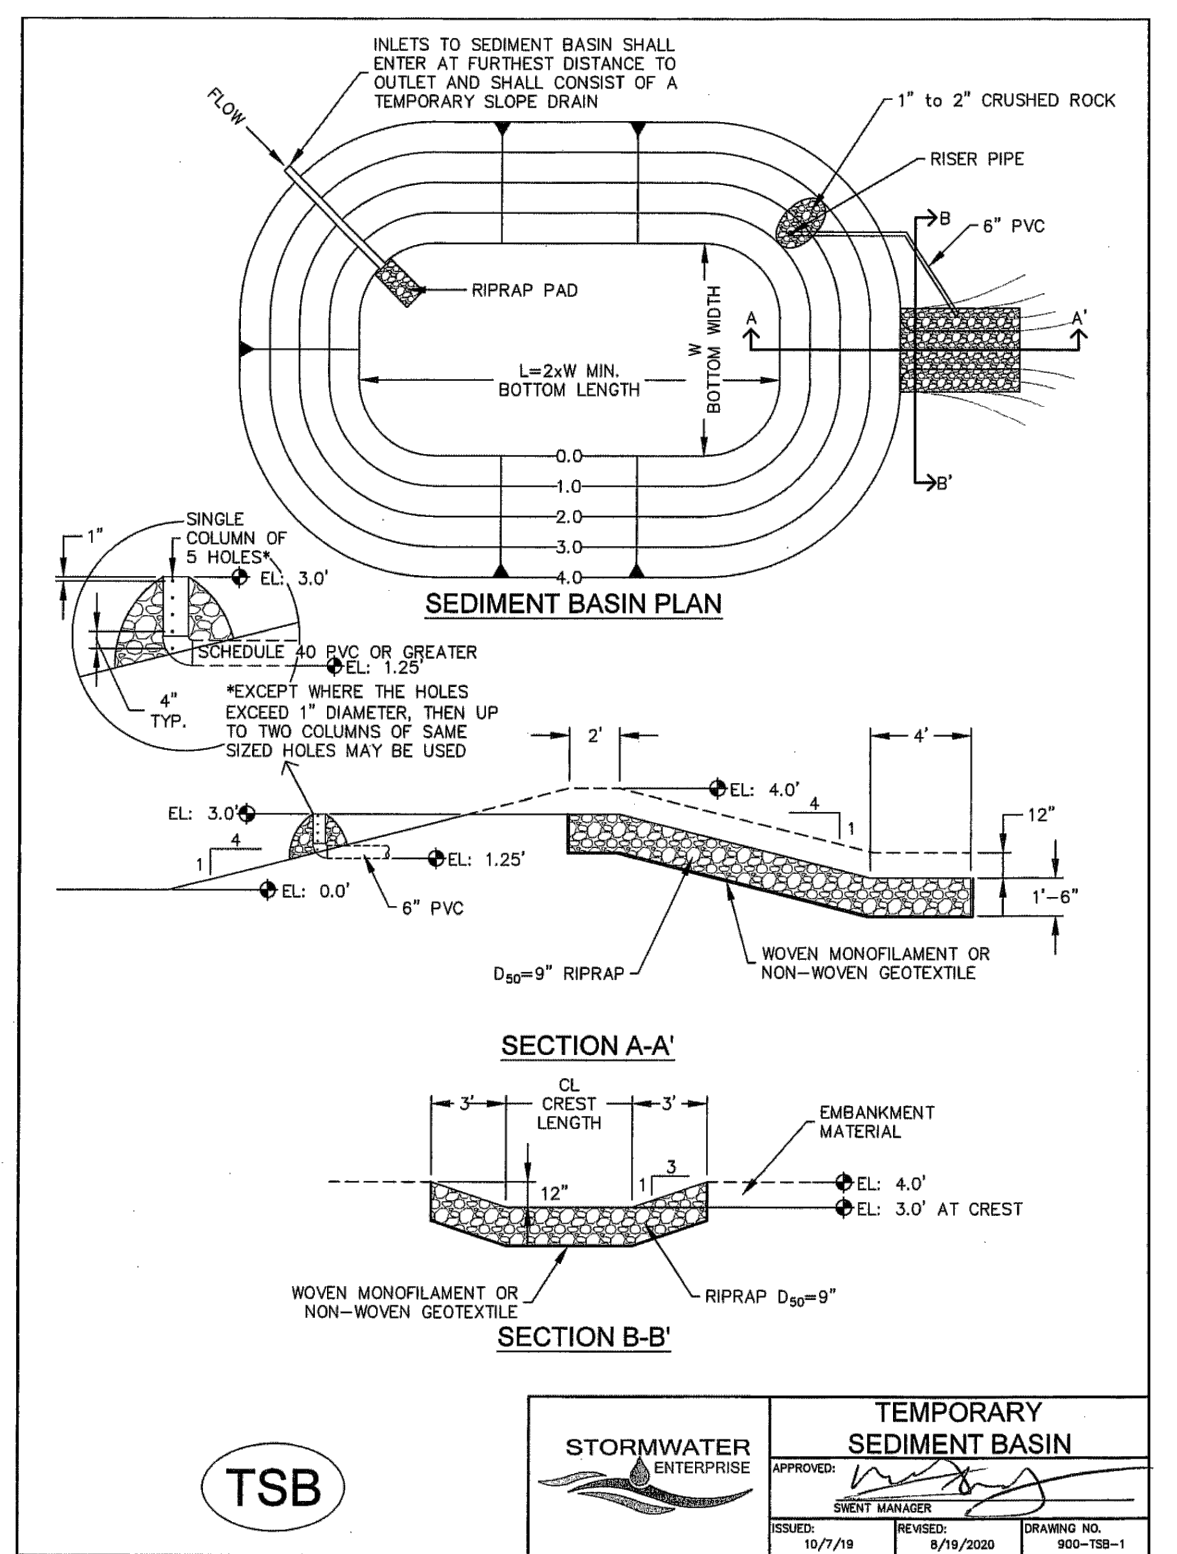 INLETS TO SEDIMENT BASIN SHALL
ENTER AT FURTHEST DISTANCE TO
OUTLET AND SHALL CONSIST OF A
TEMPORARY SLOPE DRAIN
FLOW
1" to 2" CRUSHED ROCK
RISER PIPE
B
6" PVC
RIPRAP PAD
A
A'
W
BOTTOM WIDTH
L=2xW MIN.
BOTTOM LENGTH
B'
0.0
1.0
2.0
3.0
4.0
SEDIMENT BASIN PLAN
1"
SINGLE
COLUMN OF
5 HOLES*
EL: 3.0'
SCHEDULE 40 PVC OR GREATER
EL: 1.25'
4"
TYP.
*EXCEPT WHERE THE HOLES
EXCEED 1" DIAMETER, THEN UP
TO TWO COLUMNS OF SAME
SIZED HOLES MAY BE USED
2'
4'
EL: 4.0'
EL: 3.0'
4
1
12"
4
1
EL: 1.25'
EL: 0.0'
6" PVC
1'-6"
D50=9" RIPRAP
WOVEN MONOFILAMENT OR
NON-WOVEN GEOTEXTILE
SECTION A-A'
CL
3'
CREST
3'
LENGTH
EMBANKMENT
MATERIAL
3
1
12"
EL: 4.0'
EL: 3.0' AT CREST
WOVEN MONOFILAMENT OR
NON-WOVEN GEOTEXTILE
RIPRAP D50=9"
SECTION B-B'
TSB
STORMWATER
ENTERPRISE
TEMPORARY
SEDIMENT BASIN
APPROVED:
SWENT MANAGER
ISSUED:
10/7/19
REVISED:
8/19/2020
DRAWING NO.
900-TSB-1